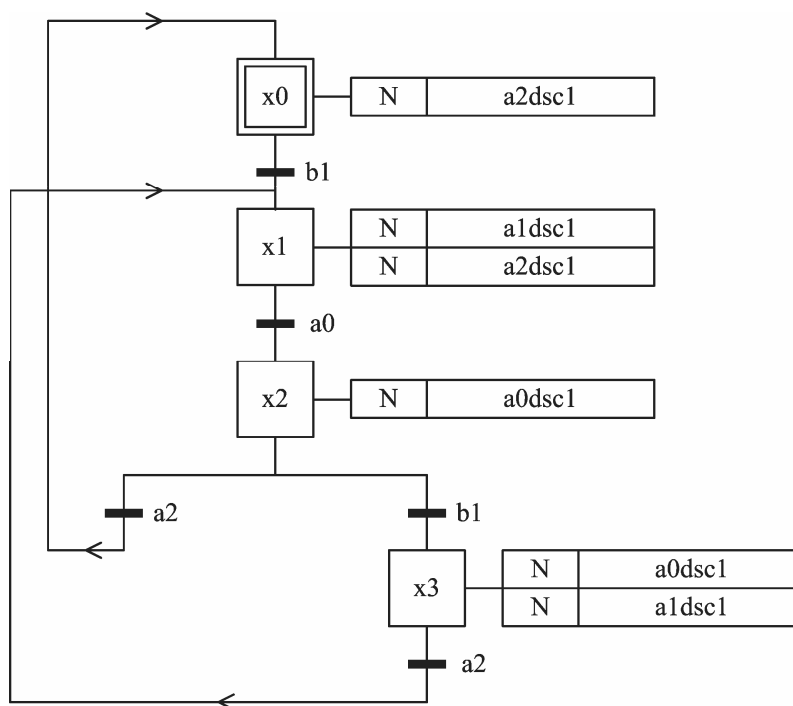 x0 N a2dsc1
b1
x1 N a1dsc1
N a2dsc1
a0
x2 N a0dsc1
a2 b1
x3 N a0dsc1
N a1dsc1
a2